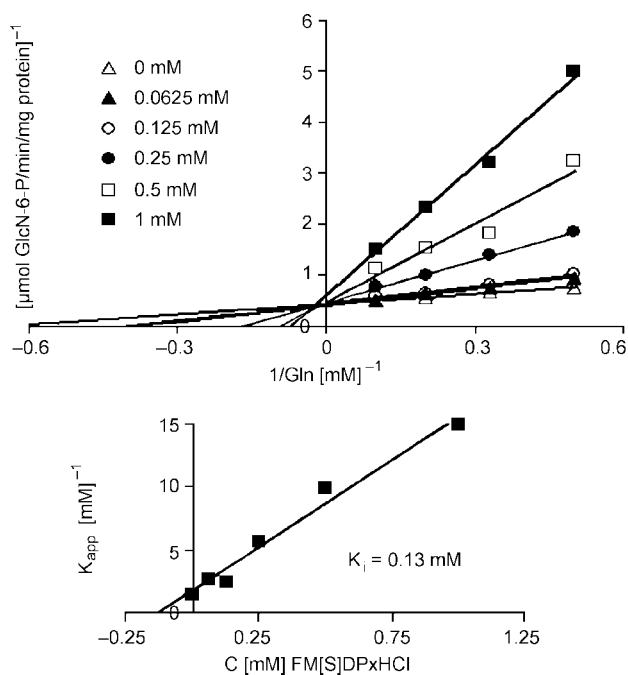 [µmol GlcN-6-P/min/mg protein]⁻¹
6
5
4
3
2
1
0
0 mM
0.0625 mM
0.125 mM
0.25 mM
0.5 mM
1 mM
–0.6
–0.3
0
0.3
0.6
1/Gln [mM]⁻¹
K_app [mM]⁻¹
15
10
5
0
K_i = 0.13 mM
–0.25
0.25
0.75
1.25
C [mM] FM[S]DPxHCl